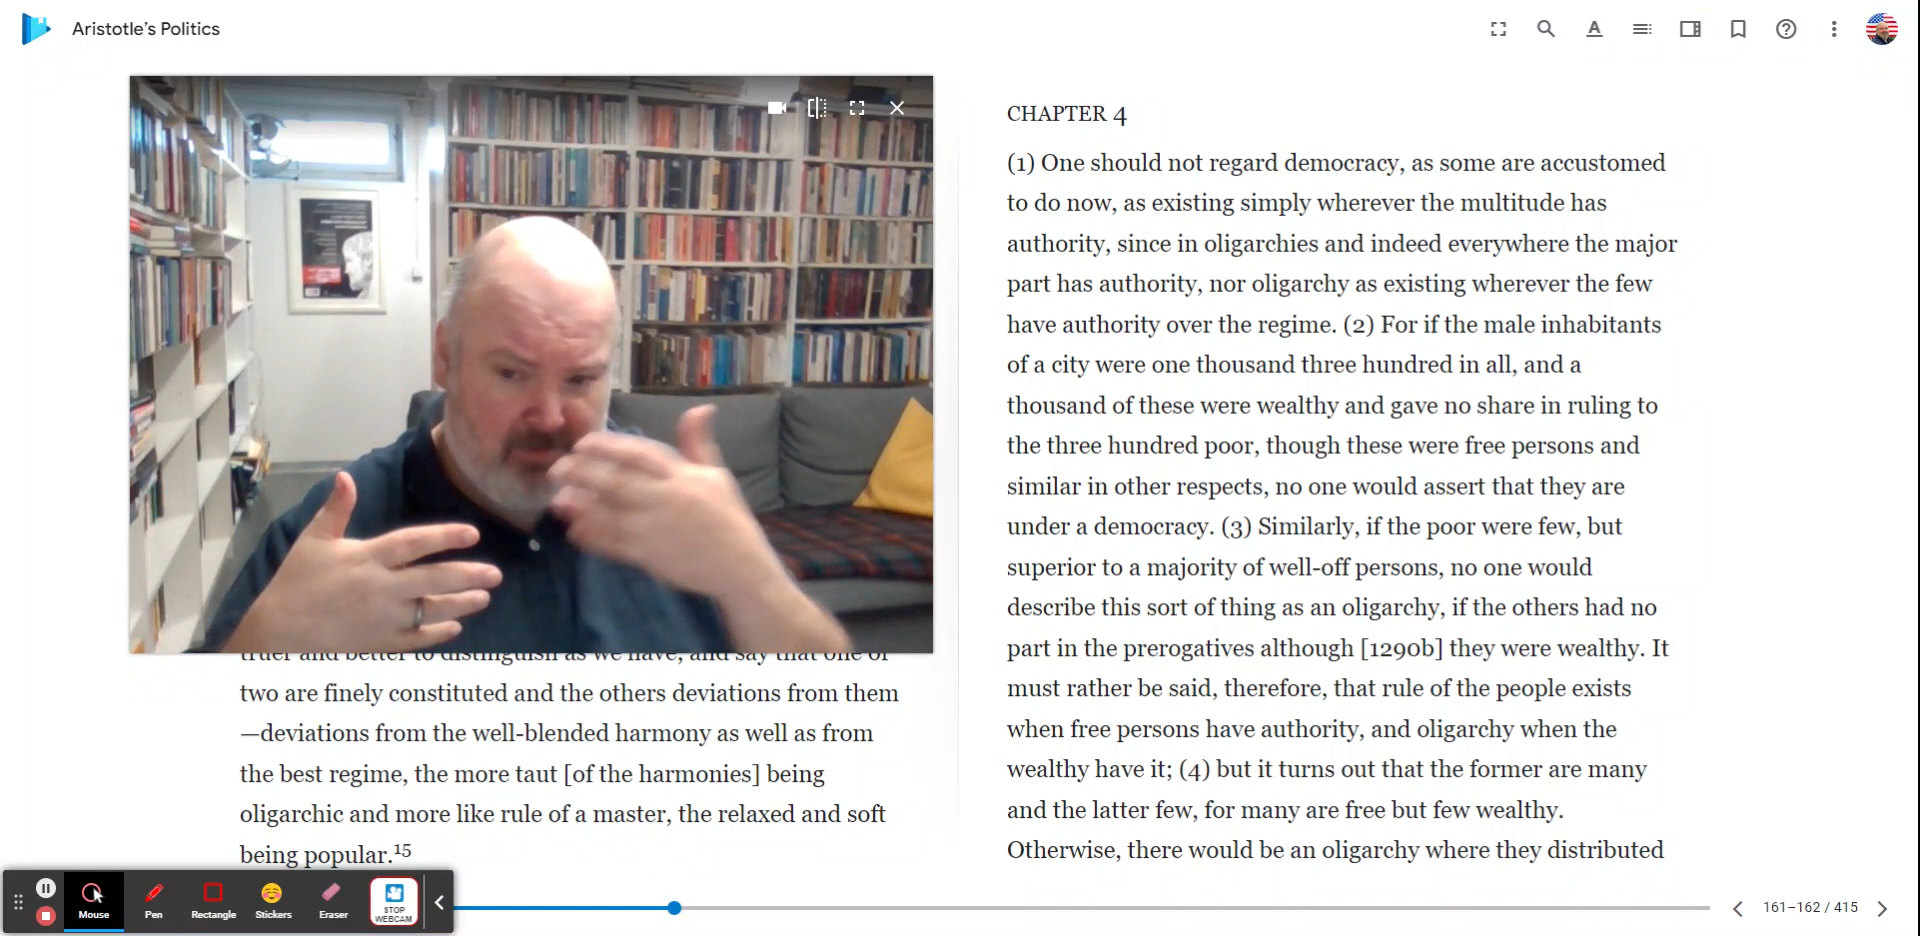 Aristotle’s Politics
truer and better to distinguish as we have, and say that one or
two are finely constituted and the others deviations from them
—deviations from the well-blended harmony as well as from
the best regime, the more taut [of the harmonies] being
oligarchic and more like rule of a master, the relaxed and soft
being popular.15
CHAPTER 4
(1) One should not regard democracy, as some are accustomed
to do now, as existing simply wherever the multitude has
authority, since in oligarchies and indeed everywhere the major
part has authority, nor oligarchy as existing wherever the few
have authority over the regime. (2) For if the male inhabitants
of a city were one thousand three hundred in all, and a
thousand of these were wealthy and gave no share in ruling to
the three hundred poor, though these were free persons and
similar in other respects, no one would assert that they are
under a democracy. (3) Similarly, if the poor were few, but
superior to a majority of well-off persons, no one would
describe this sort of thing as an oligarchy, if the others had no
part in the prerogatives although [1290b] they were wealthy. It
must rather be said, therefore, that rule of the people exists
when free persons have authority, and oligarchy when the
wealthy have it; (4) but it turns out that the former are many
and the latter few, for many are free but few wealthy.
Otherwise, there would be an oligarchy where they distributed
Mouse
Pen
Rectangle
Stickers
Eraser
STOP
WEBCAM
161–162 / 415